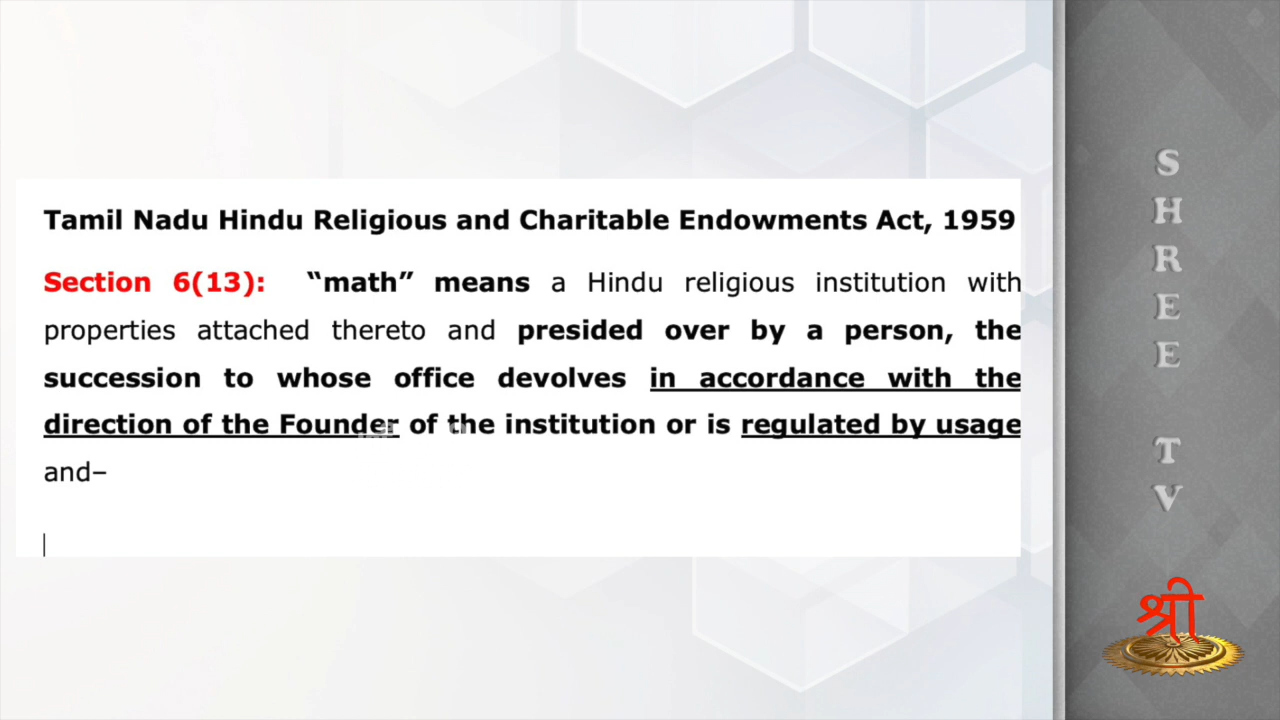 Tamil Nadu Hindu Religious and Charitable Endowments Act, 1959
Section 6(13): “math” means a Hindu religious institution with
properties attached thereto and presided over by a person, the
succession to whose office devolves in accordance with the
direction of the Founder of the institution or is regulated by usage
and–
SHREE TV
श्री